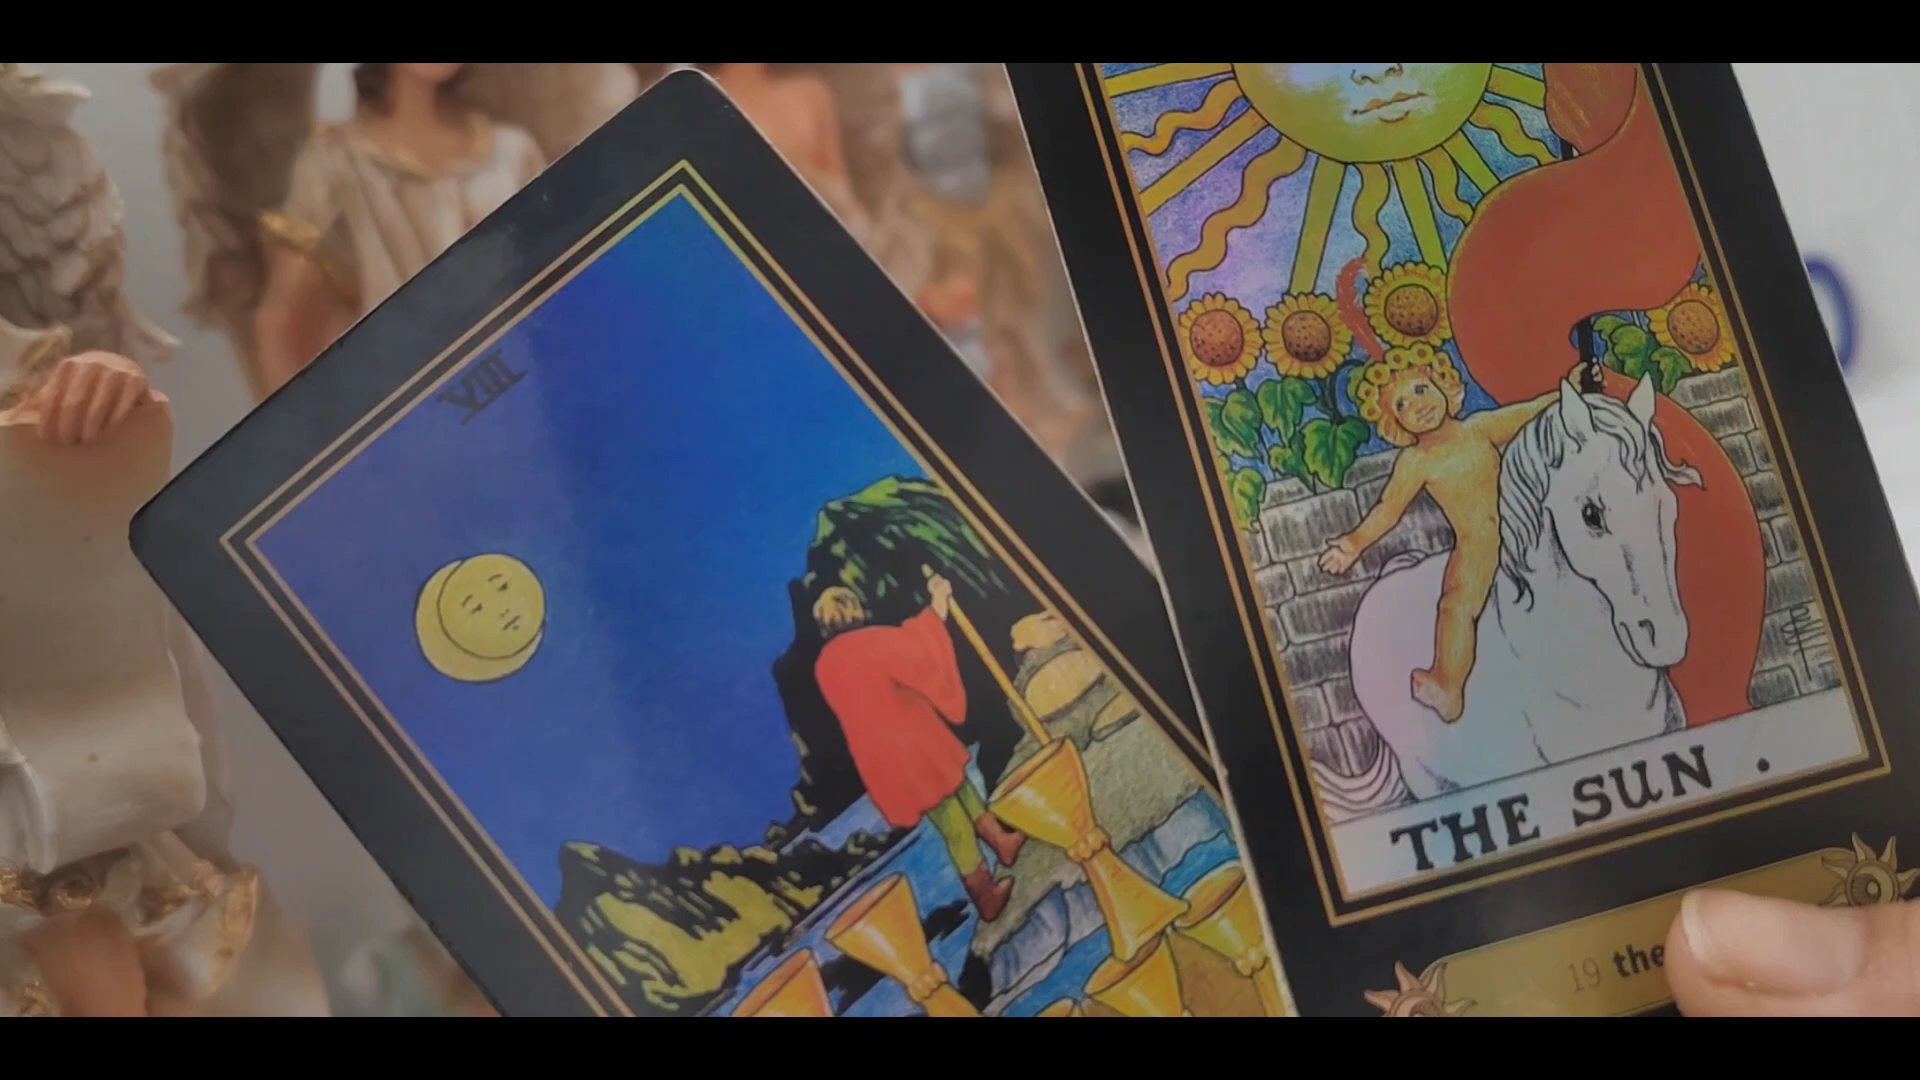 VIII
THE SUN .
19 the